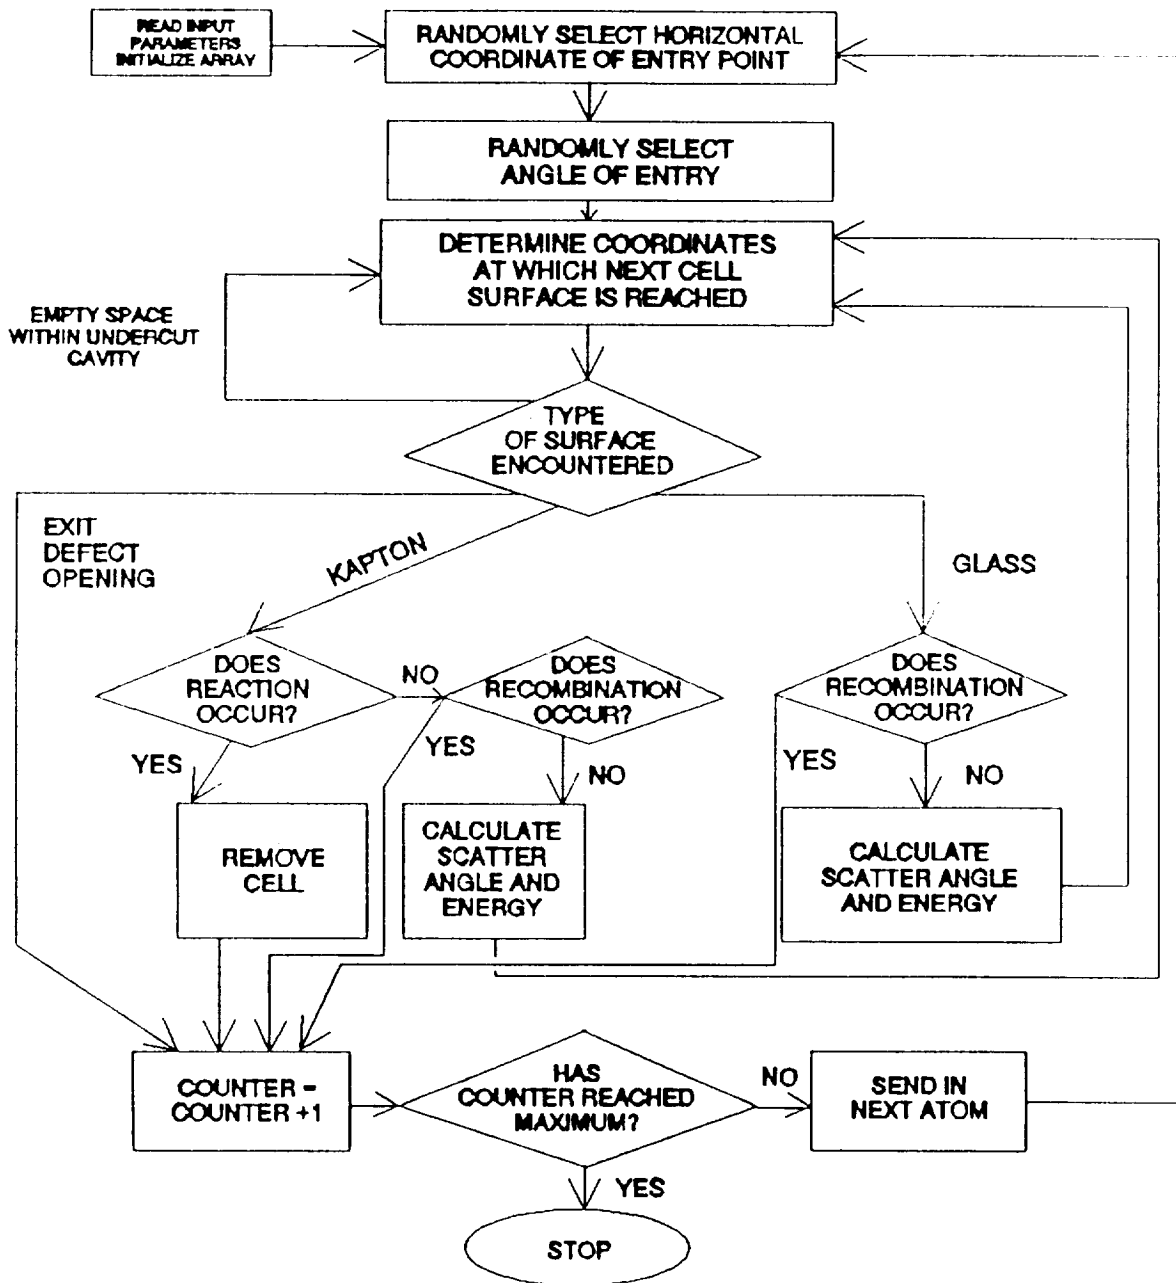 READ INPUT
PARAMETERS
INITIALIZE ARRAY
RANDOMLY SELECT HORIZONTAL
COORDINATE OF ENTRY POINT
RANDOMLY SELECT
ANGLE OF ENTRY
DETERMINE COORDINATES
AT WHICH NEXT CELL
SURFACE IS REACHED
EMPTY SPACE
WITHIN UNDERCUT
CAVITY
TYPE
OF SURFACE
ENCOUNTERED
EXIT
DEFECT
OPENING
KAPTON
GLASS
DOES
REACTION
OCCUR?
NO
DOES
RECOMBINATION
OCCUR?
DOES
RECOMBINATION
OCCUR?
YES
YES
NO
YES
NO
REMOVE
CELL
CALCULATE
SCATTER
ANGLE AND
ENERGY
CALCULATE
SCATTER ANGLE
AND ENERGY
COUNTER =
COUNTER +1
HAS
COUNTER REACHED
MAXIMUM?
NO
SEND IN
NEXT ATOM
YES
STOP